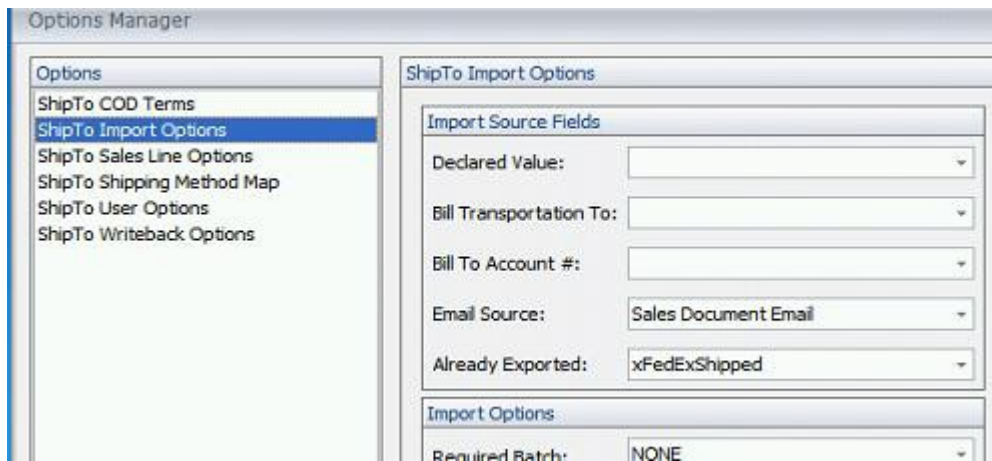 Options Manager
Options
ShipTo COD Terms
ShipTo Import Options
ShipTo Sales Line Options
ShipTo Shipping Method Map
ShipTo User Options
ShipTo Writeback Options
ShipTo Import Options
Import Source Fields
Declared Value:
Bill Transportation To:
Bill To Account #:
Email Source: Sales Document Email
Already Exported: xFedExShipped
Import Options
Required Batch: NONE